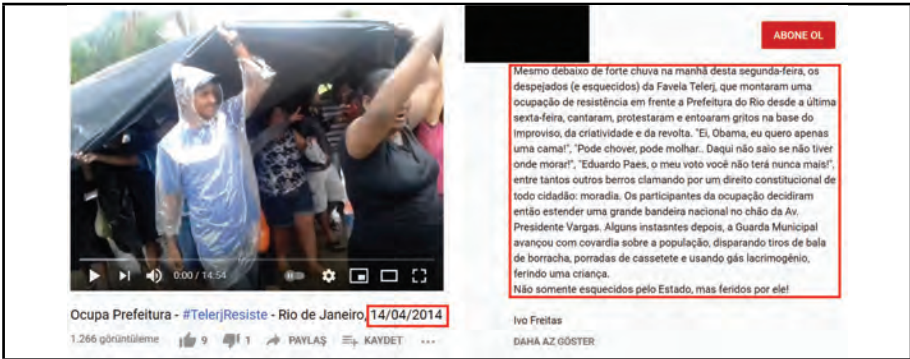 ABONE OL
Mesmo debaixo de forte chuva na manhã desta segunda-feira, os
despejados (e esquecidos) da Favela Telerj, que montaram uma
ocupação de resistência em frente a Prefeitura do Rio desde a última
sexta-feira, cantaram, protestaram e entoaram gritos na base do
improviso, da criatividade e da revolta. "Ei, Obama, eu quero apenas
uma cama!", "Pode chover, pode molhar.. Daqui não saio se não tiver
onde morar!", "Eduardo Paes, o meu voto você não terá nunca mais!",
entre tantos outros berros clamando por um direito constitucional de
todo cidadão: moradia. Os participantes da ocupação decidiram
então estender uma grande bandeira nacional no chão da Av.
Presidente Vargas. Alguns instasntes depois, a Guarda Municipal
avançou com covardia sobre a população, disparando tiros de bala
de borracha, porradas de cassetete e usando gás lacrimogênio,
ferindo uma criança.
Não somente esquecidos pelo Estado, mas feridos por ele!
Ivo Freitas
DAHA AZ GÖSTER
0:00 / 14:54
Ocupa Prefeitura - #TelerjResiste - Rio de Janeiro, 14/04/2014
1.266 görüntüleme 9 1 PAYLAŞ KAYDET ...